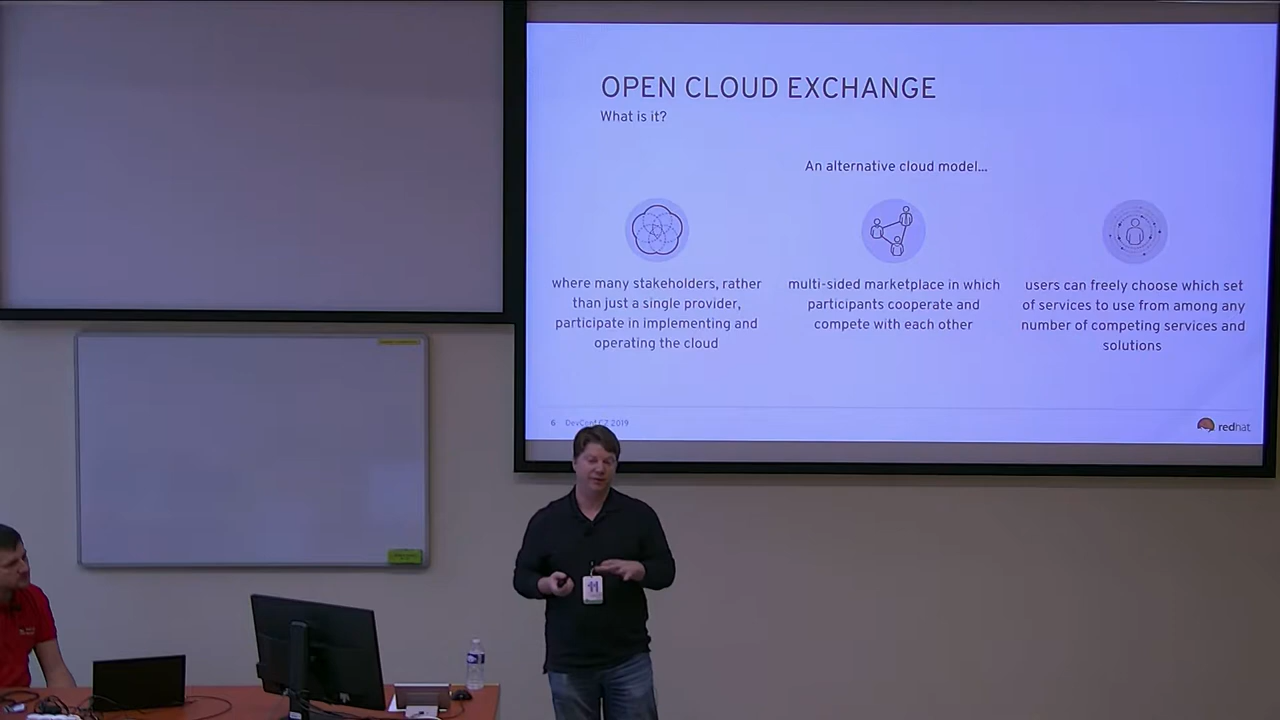 OPEN CLOUD EXCHANGE
What is it?
An alternative cloud model...
where many stakeholders, rather
than just a single provider,
participate in implementing and
operating the cloud
multi-sided marketplace in which
participants cooperate and
compete with each other
users can freely choose which set
of services to use from among any
number of competing services and
solutions
6 DevConf.CZ 2019
redhat